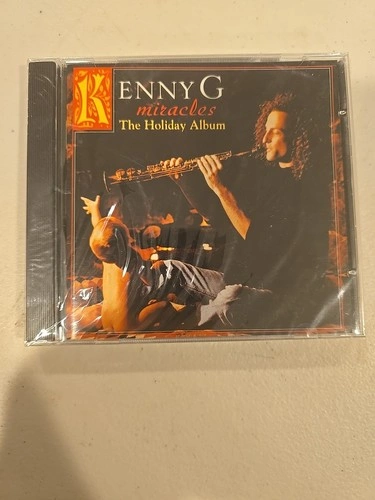 KENNY G
miracles
The Holiday Album